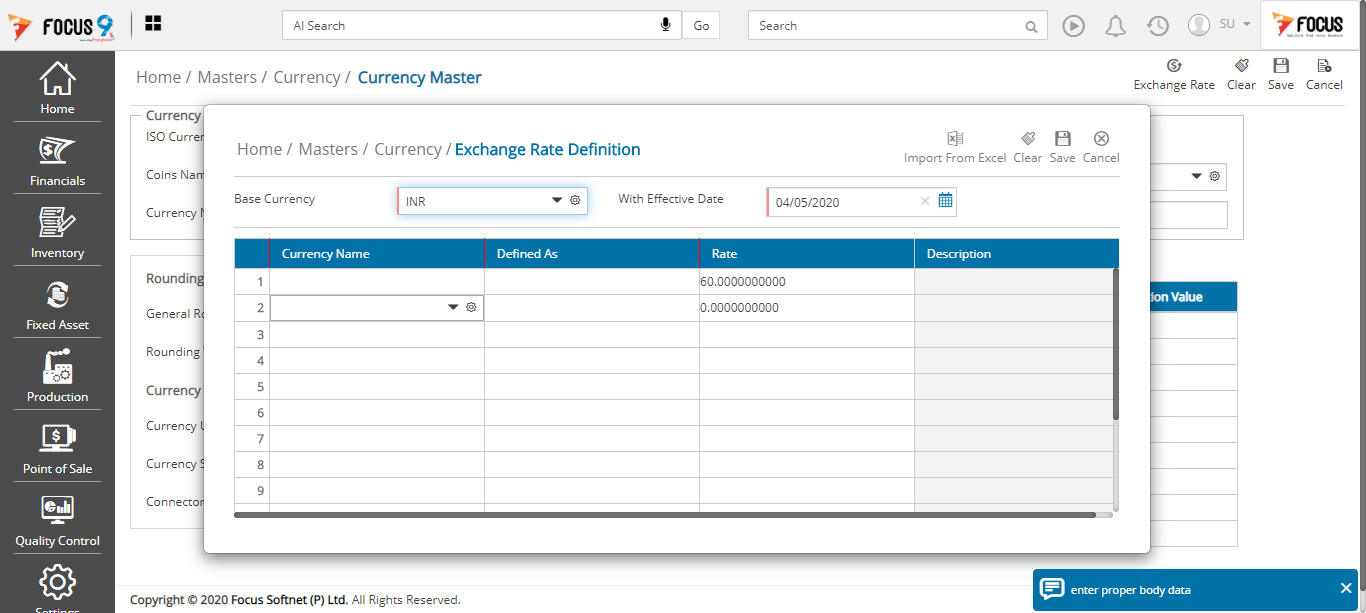 FOCUS 9
AI Search
Go
Search
SU
FOCUS
Home / Masters / Currency / Currency Master
Exchange Rate
Clear
Save
Cancel
Home
Financials
Inventory
Fixed Asset
Production
Point of Sale
Quality Control
Settings
Currency
ISO Curren
Coins Nam
Currency N
Rounding
General Ro
Rounding
Currency
Currency U
Currency S
Connector
ion Value
Home / Masters / Currency / Exchange Rate Definition
Import From Excel
Clear
Save
Cancel
Base Currency
INR
With Effective Date
04/05/2020
Currency Name
Defined As
Rate
Description
1
60.0000000000
2
0.0000000000
3
4
5
6
7
8
9
Copyright © 2020 Focus Softnet (P) Ltd. All Rights Reserved.
enter proper body data